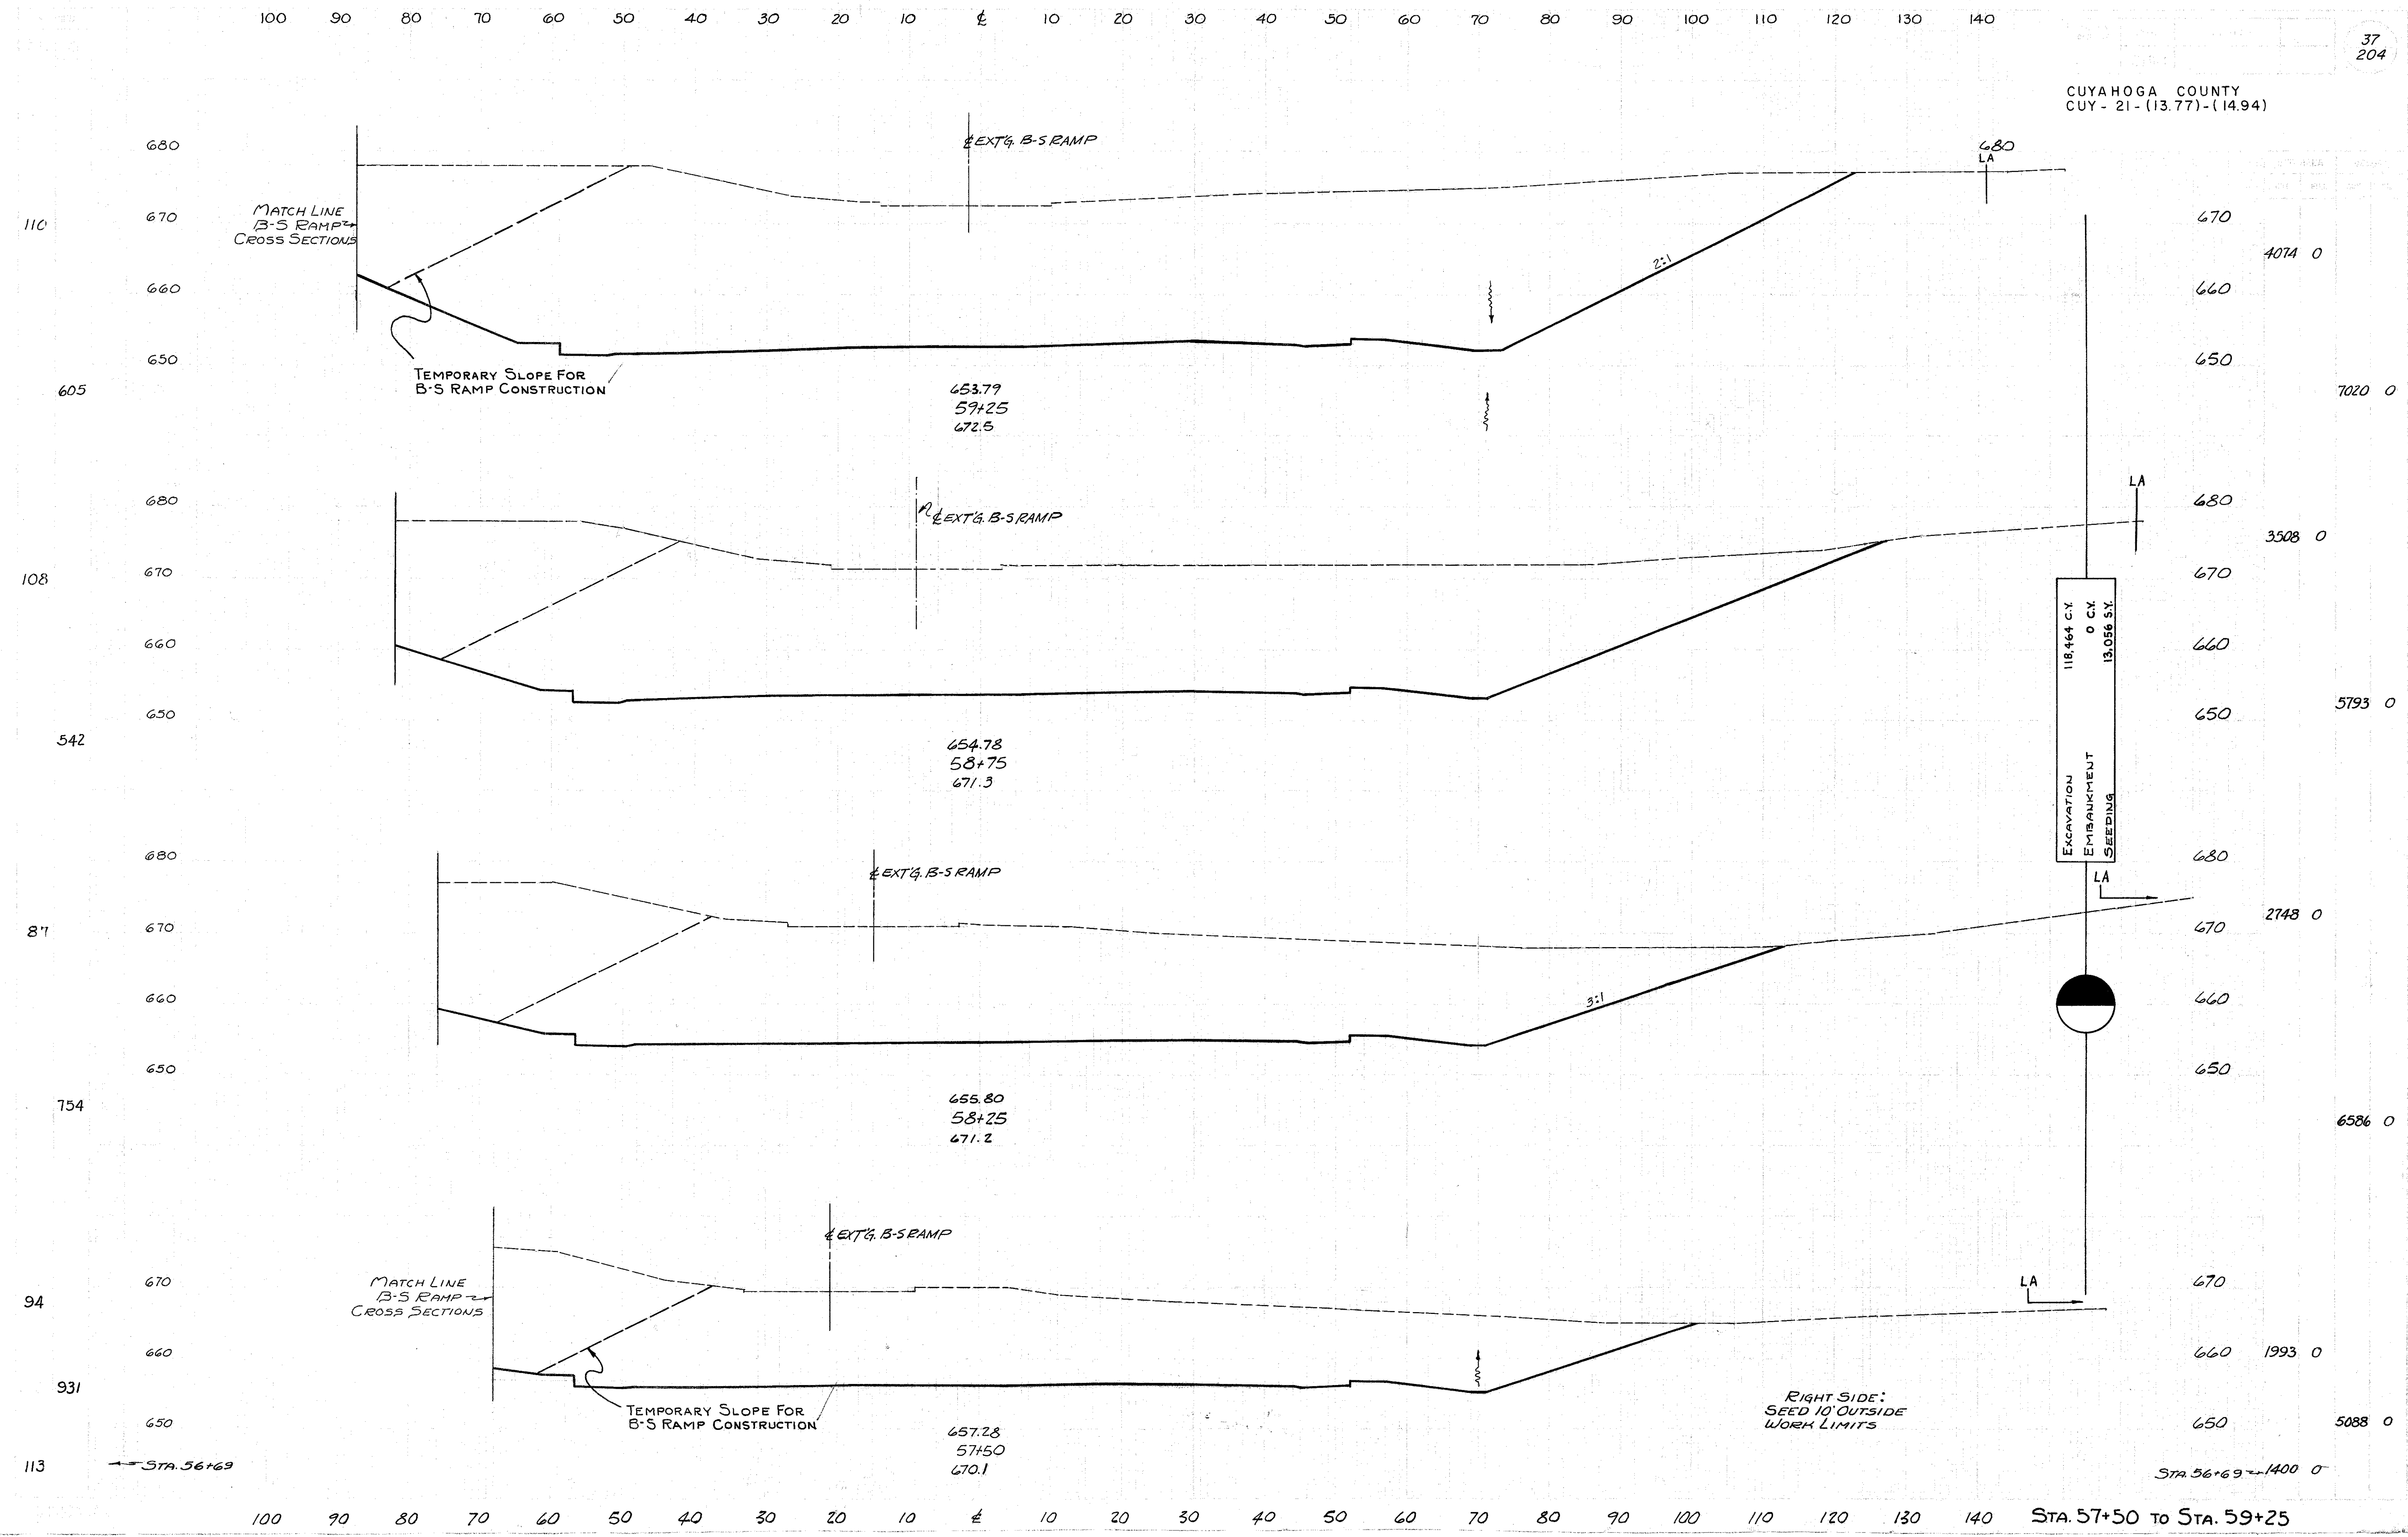 100 90 80 70 60 50 40 30 20 10 ℄ 10 20 30 40 50 60 70 80 90 100 110 120 130 140
37
204
CUYAHOGA COUNTY
CUY - 21 - (13.77) - (14.94)
℄ EXT'G. B-S RAMP
680
680
LA
MATCH LINE
B-S RAMP
CROSS SECTIONS
110
670
670
4074 0
2:1
660
660
650
650
TEMPORARY SLOPE FOR
B-S RAMP CONSTRUCTION
605
653.79
59+25
672.5
7020 0
LA
680
℄ EXT'G. B-S RAMP
680
3508 0
108
670
670
660
660
650
650
5793 0
542
654.78
58+75
671.3
EXCAVATION 118,464 C.Y.
EMBANKMENT 0 C.Y.
SEEDING 13,056 S.Y.
680
℄ EXT'G. B-S RAMP
680
LA
87
670
670
2748 0
3:1
660
660
650
650
754
655.80
58+25
671.2
6586 0
℄ EXT'G. B-S RAMP
MATCH LINE
B-S RAMP
CROSS SECTIONS
670
LA
670
94
660
660
1993 0
931
TEMPORARY SLOPE FOR
B-S RAMP CONSTRUCTION
RIGHT SIDE:
SEED 10' OUTSIDE
WORK LIMITS
650
650
5088 0
657.28
57+50
670.1
113
STA. 56+69
STA. 56+69
1400 0
100 90 80 70 60 50 40 30 20 10 ℄ 10 20 30 40 50 60 70 80 90 100 110 120 130 140
STA. 57+50 TO STA. 59+25